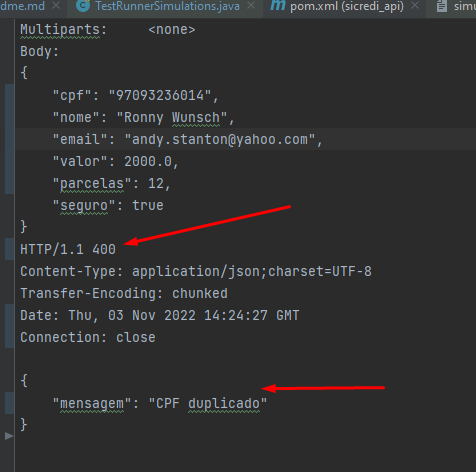 dme.md × TestRunnerSimulations.java × pom.xml (sicredi_api) × simu
Multiparts: <none>
Body:
{
"cpf": "97093236014",
"nome": "Ronny Wunsch",
"email": "andy.stanton@yahoo.com",
"valor": 2000.0,
"parcelas": 12,
"seguro": true
}
HTTP/1.1 400
Content-Type: application/json;charset=UTF-8
Transfer-Encoding: chunked
Date: Thu, 03 Nov 2022 14:24:27 GMT
Connection: close
{
"mensagem": "CPF duplicado"
}